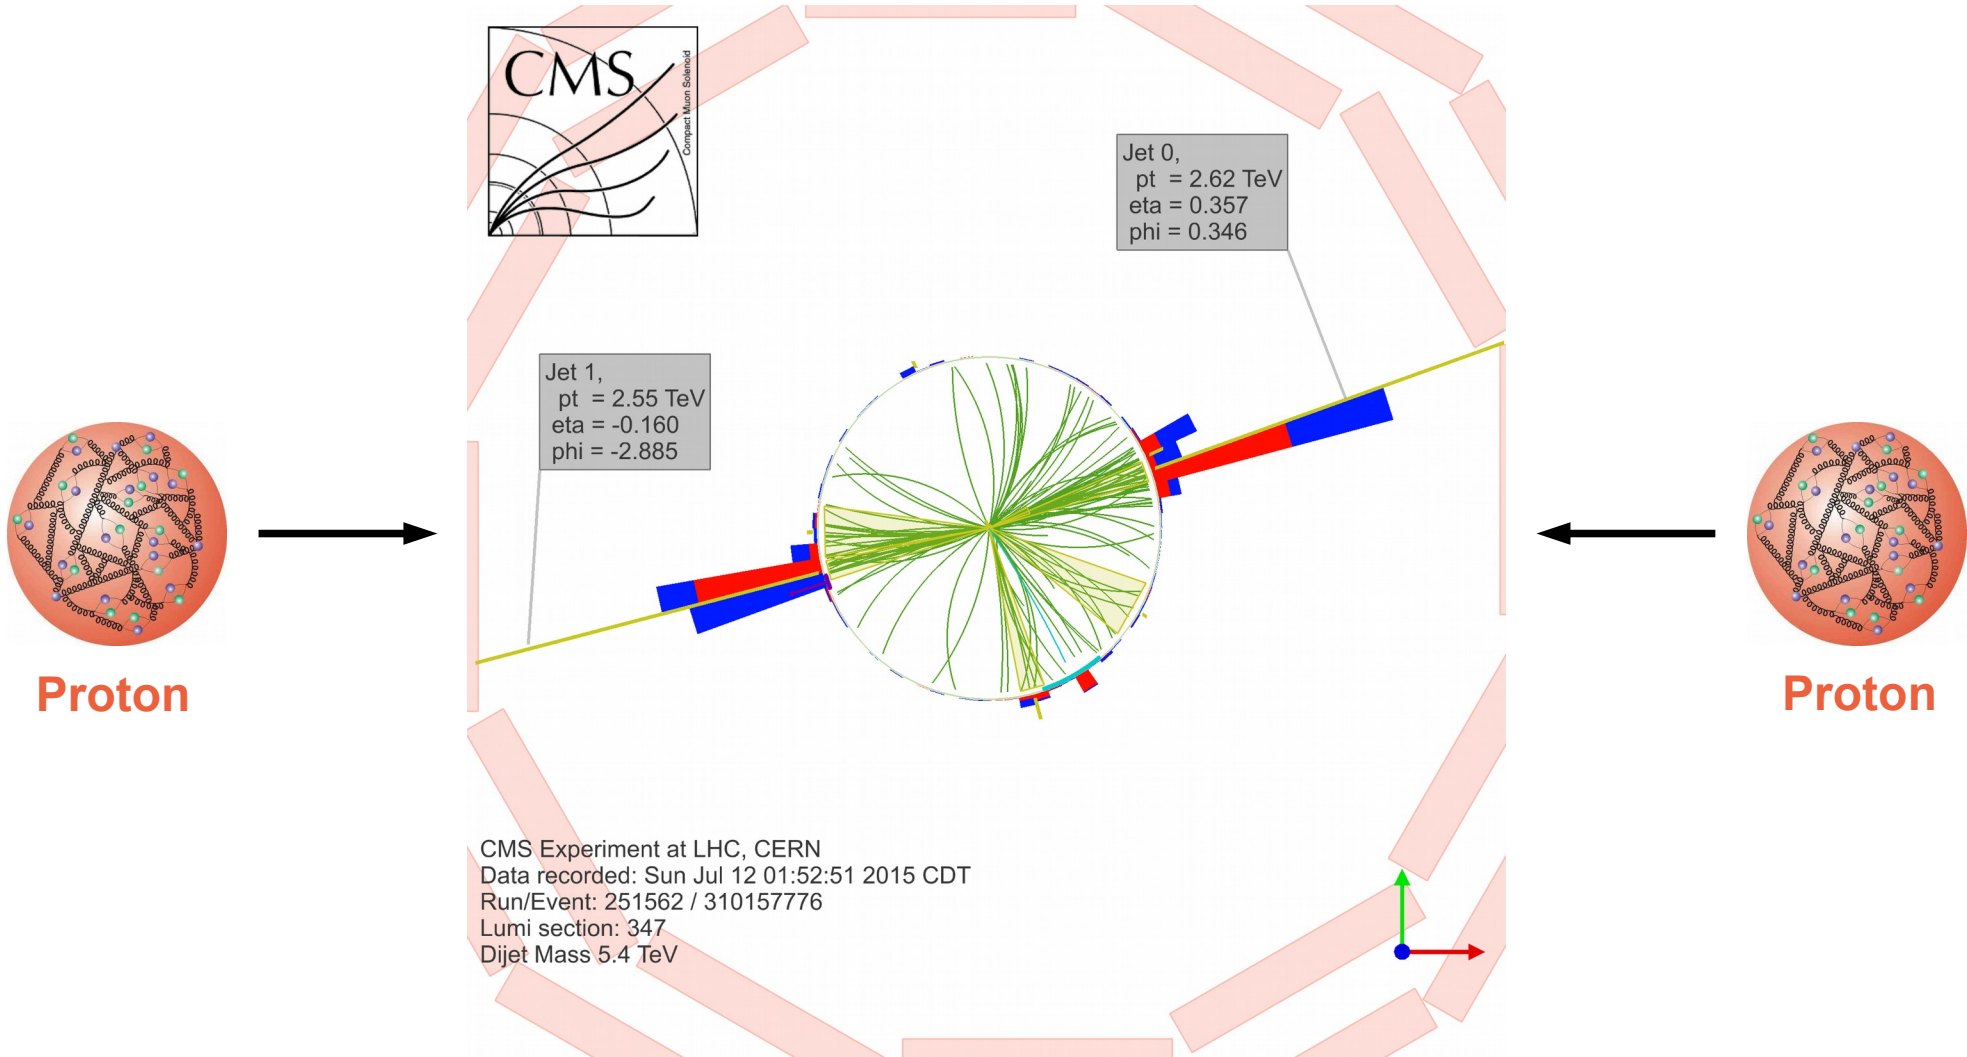 CMS
Compact Muon Solenoid
Jet 0,
pt = 2.62 TeV
eta = 0.357
phi = 0.346
Jet 1,
pt = 2.55 TeV
eta = -0.160
phi = -2.885
Proton
Proton
CMS Experiment at LHC, CERN
Data recorded: Sun Jul 12 01:52:51 2015 CDT
Run/Event: 251562 / 310157776
Lumi section: 347
Dijet Mass 5.4 TeV